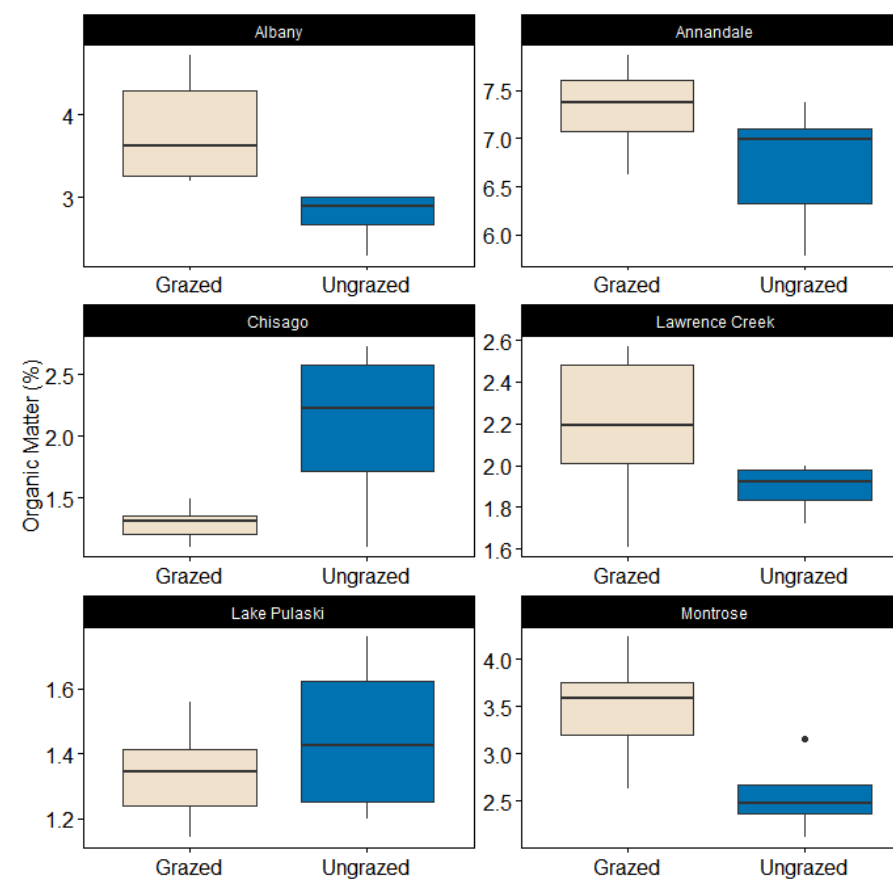 Albany
4
3
Grazed Ungrazed
Annandale
7.5
7.0
6.5
6.0
Grazed Ungrazed
Organic Matter (%)
Chisago
2.5
2.0
1.5
Grazed Ungrazed
Lawrence Creek
2.6
2.4
2.2
2.0
1.8
1.6
Grazed Ungrazed
Lake Pulaski
1.6
1.4
1.2
Grazed Ungrazed
Montrose
4.0
3.5
3.0
2.5
Grazed Ungrazed